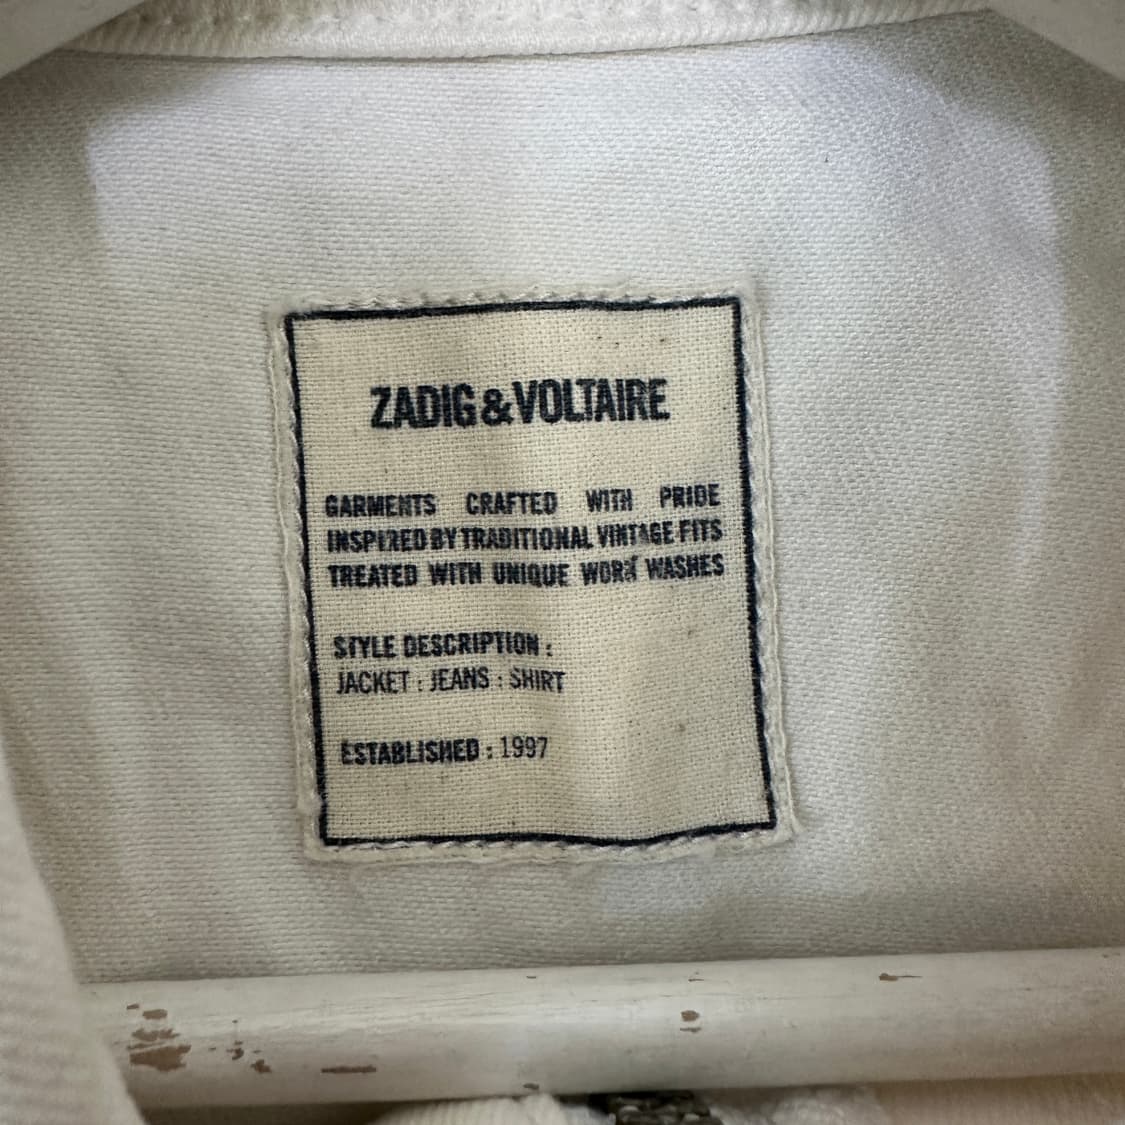 ZADIG&VOLTAIRE
GARMENTS CRAFTED WITH PRIDE
INSPIRED BY TRADITIONAL VINTAGE FITS
TREATED WITH UNIQUE WORK WASHES
STYLE DESCRIPTION :
JACKET : JEANS : SHIRT
ESTABLISHED : 1997